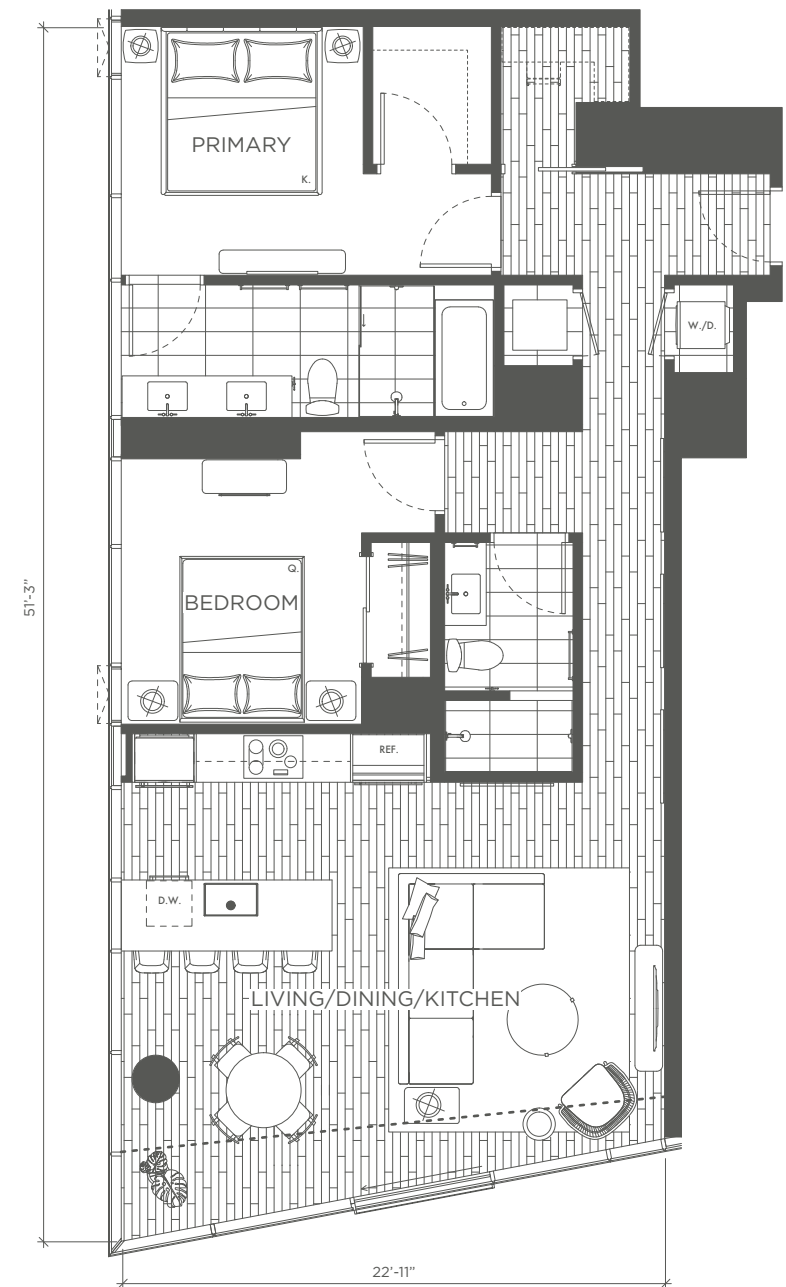 PRIMARY
K.
W./D.
Q.
BEDROOM
51'-3"
REF.
D.W.
LIVING/DINING/KITCHEN
22'-11"